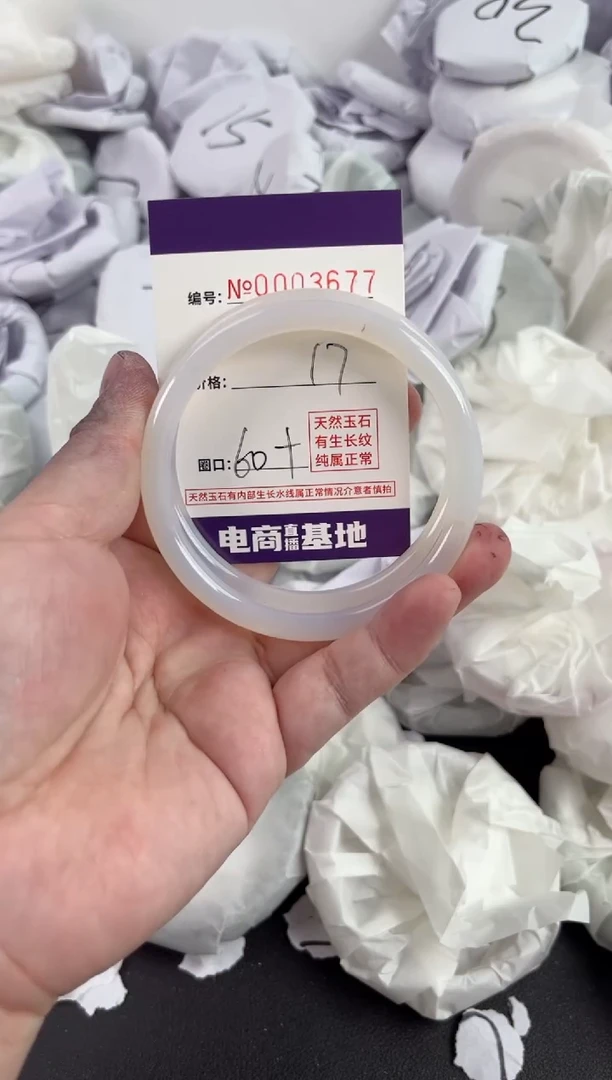 15
编号: №0003677
价格: 17
圈口: 60+
天然玉石
有生长纹
纯属正常
天然玉石有内部生长水线属正常情况介意者慎拍
电商直播基地